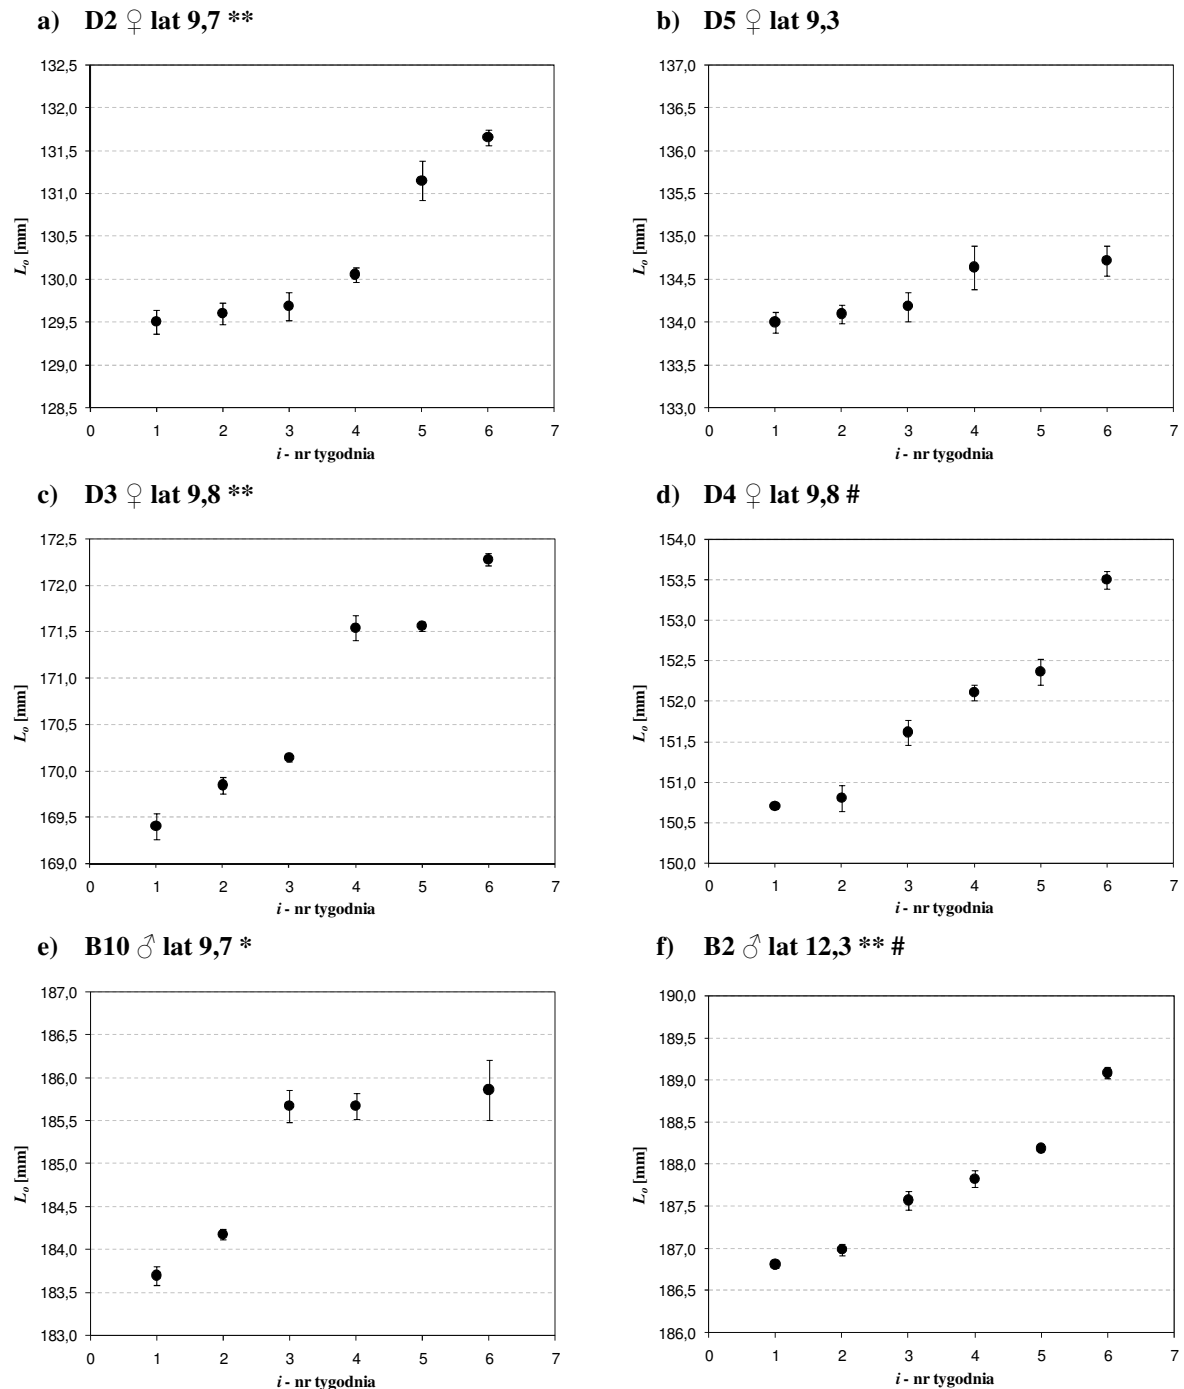 a) D2 ♀ lat 9,7 **
132,5
132,0
131,5
131,0
130,5
130,0
129,5
129,0
128,5
L₀ [mm]
0 1 2 3 4 5 6 7
i - nr tygodnia
b) D5 ♀ lat 9,3
137,0
136,5
136,0
135,5
135,0
134,5
134,0
133,5
133,0
L₀ [mm]
0 1 2 3 4 5 6 7
i - nr tygodnia
c) D3 ♀ lat 9,8 **
172,5
172,0
171,5
171,0
170,5
170,0
169,5
169,0
L₀ [mm]
0 1 2 3 4 5 6 7
i - nr tygodnia
d) D4 ♀ lat 9,8 #
154,0
153,5
153,0
152,5
152,0
151,5
151,0
150,5
150,0
L₀ [mm]
0 1 2 3 4 5 6 7
i - nr tygodnia
e) B10 ♂ lat 9,7 *
187,0
186,5
186,0
185,5
185,0
184,5
184,0
183,5
183,0
L₀ [mm]
0 1 2 3 4 5 6 7
i - nr tygodnia
f) B2 ♂ lat 12,3 ** #
190,0
189,5
189,0
188,5
188,0
187,5
187,0
186,5
186,0
L₀ [mm]
0 1 2 3 4 5 6 7
i - nr tygodnia